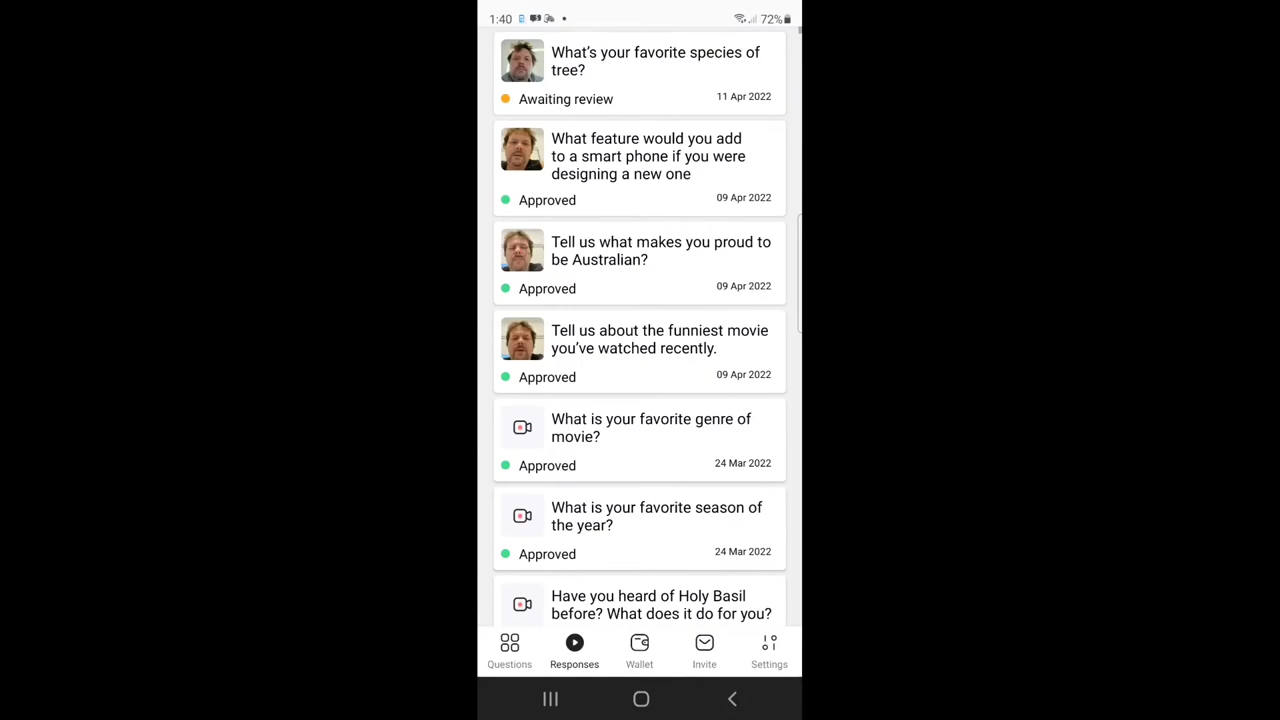 1:40
72%
What's your favorite species of
tree?
Awaiting review
11 Apr 2022
What feature would you add
to a smart phone if you were
designing a new one
Approved
09 Apr 2022
Tell us what makes you proud to
be Australian?
Approved
09 Apr 2022
Tell us about the funniest movie
you've watched recently.
Approved
09 Apr 2022
What is your favorite genre of
movie?
Approved
24 Mar 2022
What is your favorite season of
the year?
Approved
24 Mar 2022
Have you heard of Holy Basil
before? What does it do for you?
Questions
Responses
Wallet
Invite
Settings